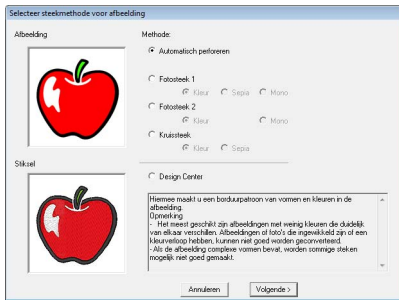 Selecteer steekmethode voor afbeelding
Afbeelding
Methode:
Automatisch perforeren
Fotosteek 1
Kleur Sepia Mono
Fotosteek 2
Kleur Mono
Kruissteek
Kleur Sepia
Stiksel
Design Center
Hiermee maakt u een borduurpatroon van vormen en kleuren in de
afbeelding.
Opmerking
- Het meest geschikt zijn afbeeldingen met weinig kleuren die duidelijk
van elkaar verschillen. Afbeeldingen of foto's die ingewikkeld zijn of een
kleurverloop hebben, kunnen niet goed worden geconverteerd.
- Als de afbeelding complexe vormen bevat, worden sommige steken
mogelijk niet goed gemaakt.
Annuleren
Volgende >